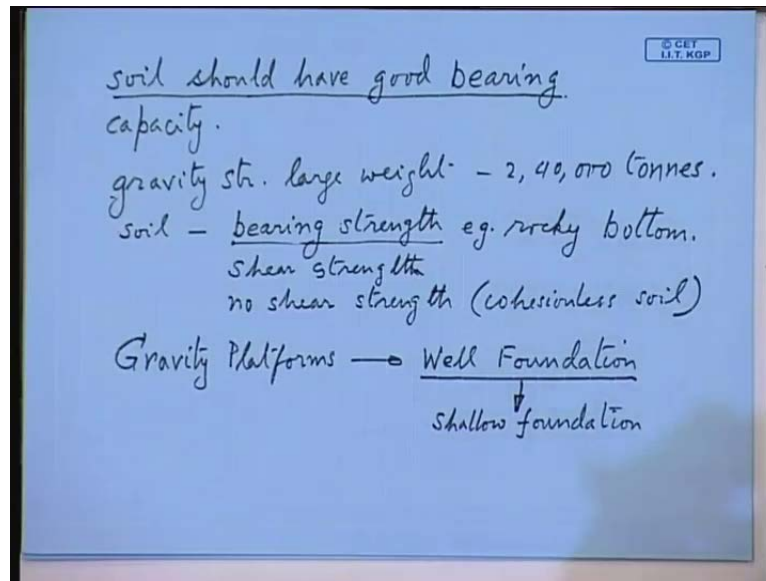 © CET
I.I.T. KGP
soil should have good bearing
capacity.
gravity str. large weight - 2,40,000 tonnes.
soil - bearing strength eg. rocky bottom.
shear strength
no shear strength (cohesionless soil)
Gravity Platforms → Well Foundation
shallow foundation